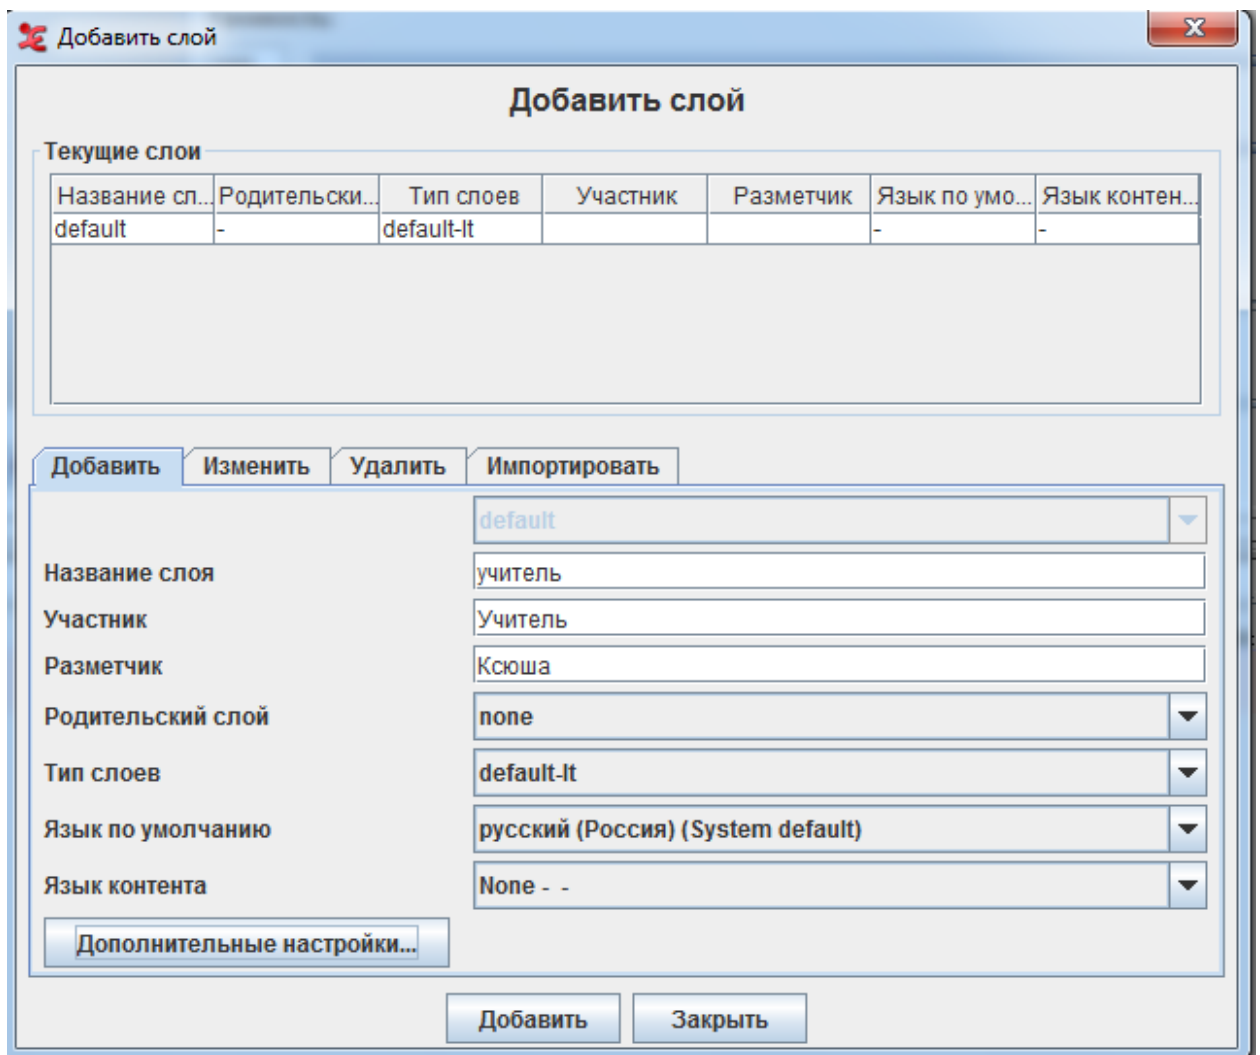 Добавить слой
Добавить слой
Текущие слои
Название сл... Родительски... Тип слоев Участник Разметчик Язык по умо... Язык контен...
default - default-lt - -
Добавить Изменить Удалить Импортировать
default
Название слоя учитель
Участник Учитель
Разметчик Ксюша
Родительский слой none
Тип слоев default-lt
Язык по умолчанию русский (Россия) (System default)
Язык контента None - -
Дополнительные настройки...
Добавить Закрыть